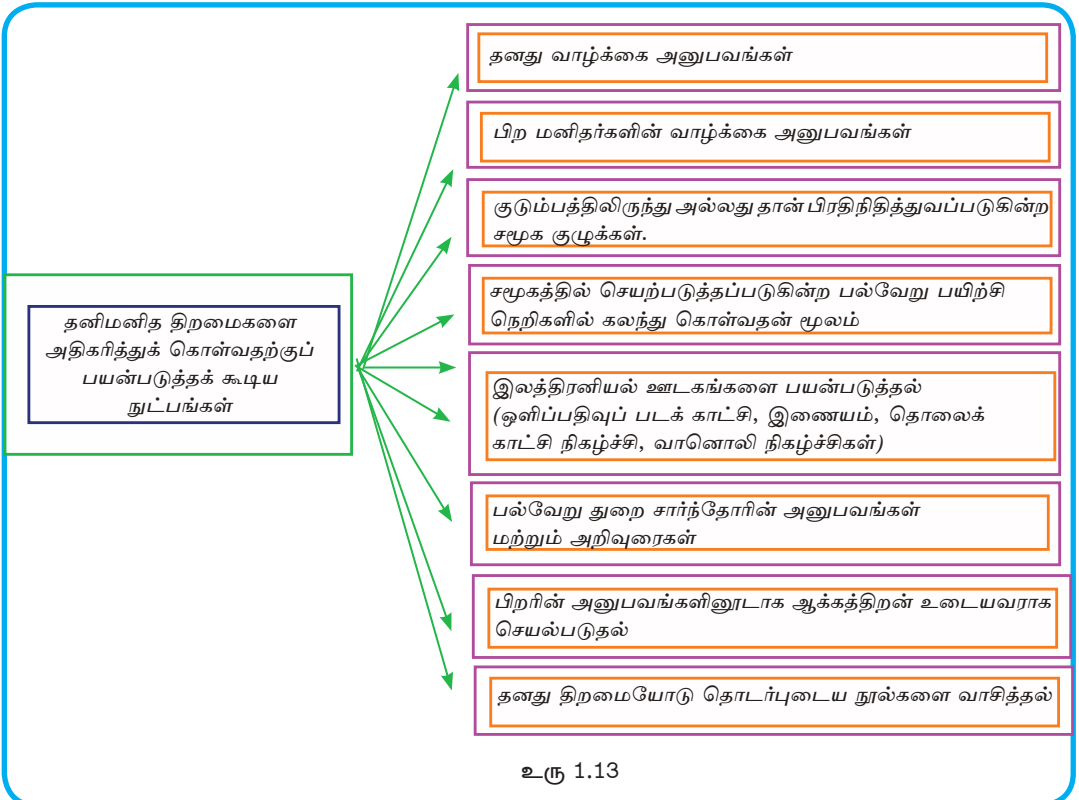 தனது வாழ்க்கை அனுபவங்கள்
பிற மனிதர்களின் வாழ்க்கை அனுபவங்கள்
குடும்பத்திலிருந்து அல்லது தான் பிரதிநிதித்துவப்படுகின்ற
சமூக குழுக்கள்.
சமூகத்தில் செயற்படுத்தப்படுகின்ற பல்வேறு பயிற்சி
நெறிகளில் கலந்து கொள்வதன் மூலம்
தனிமனித திறமைகளை
அதிகரித்துக் கொள்வதற்குப்
பயன்படுத்தக் கூடிய
நுட்பங்கள்
இலத்திரனியல் ஊடகங்களை பயன்படுத்தல்
(ஒளிப்பதிவுப் படக் காட்சி, இணையம், தொலைக்
காட்சி நிகழ்ச்சி, வானொலி நிகழ்ச்சிகள்)
பல்வேறு துறை சார்ந்தோரின் அனுபவங்கள்
மற்றும் அறிவுரைகள்
பிறரின் அனுபவங்களினூடாக ஆக்கத்திறன் உடையவராக
செயல்படுதல்
தனது திறமையோடு தொடர்புடைய நூல்களை வாசித்தல்
உரு 1.13